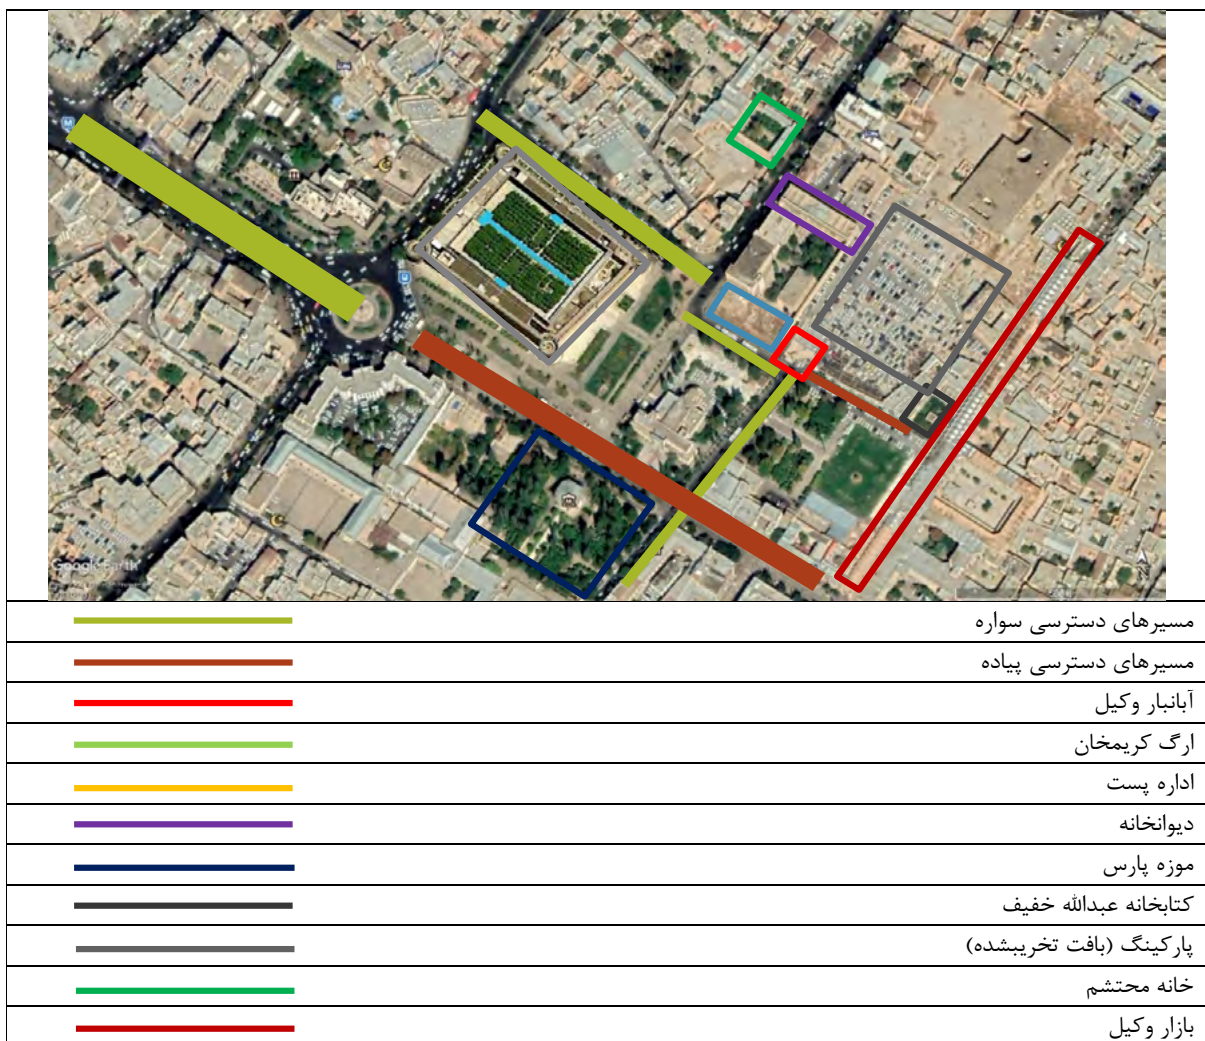 Google Earth
مسیرهای دسترسی سواره
مسیرهای دسترسی پیاده
آبانبار وکیل
ارگ کریمخان
اداره پست
دیوانخانه
موزه پارس
کتابخانه عبدالله خفیف
پارکینگ (بافت تخریبشده)
خانه محتشم
بازار وکیل